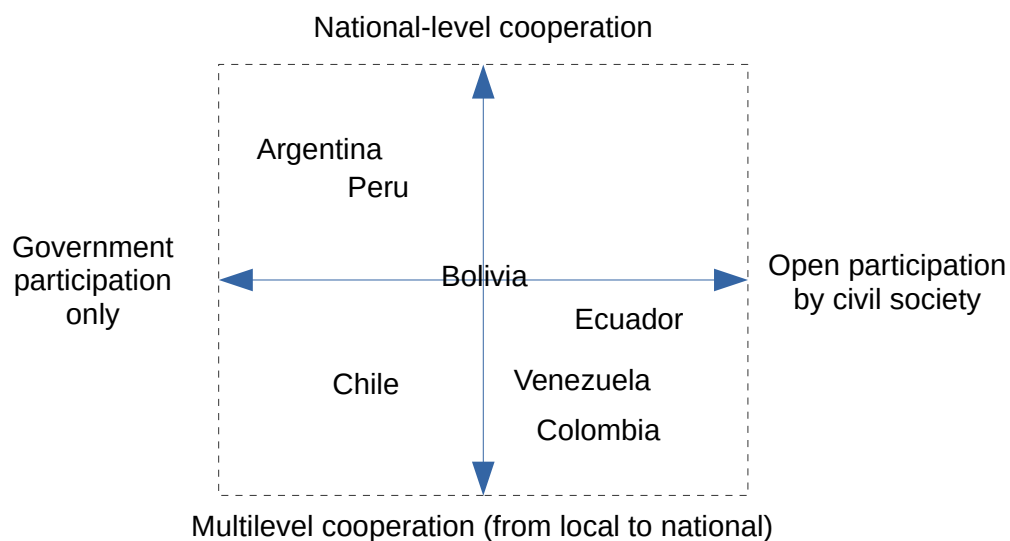 National-level cooperation
Argentina
Peru
Government
participation
only
Bolivia
Open participation
by civil society
Ecuador
Chile
Venezuela
Colombia
Multilevel cooperation (from local to national)